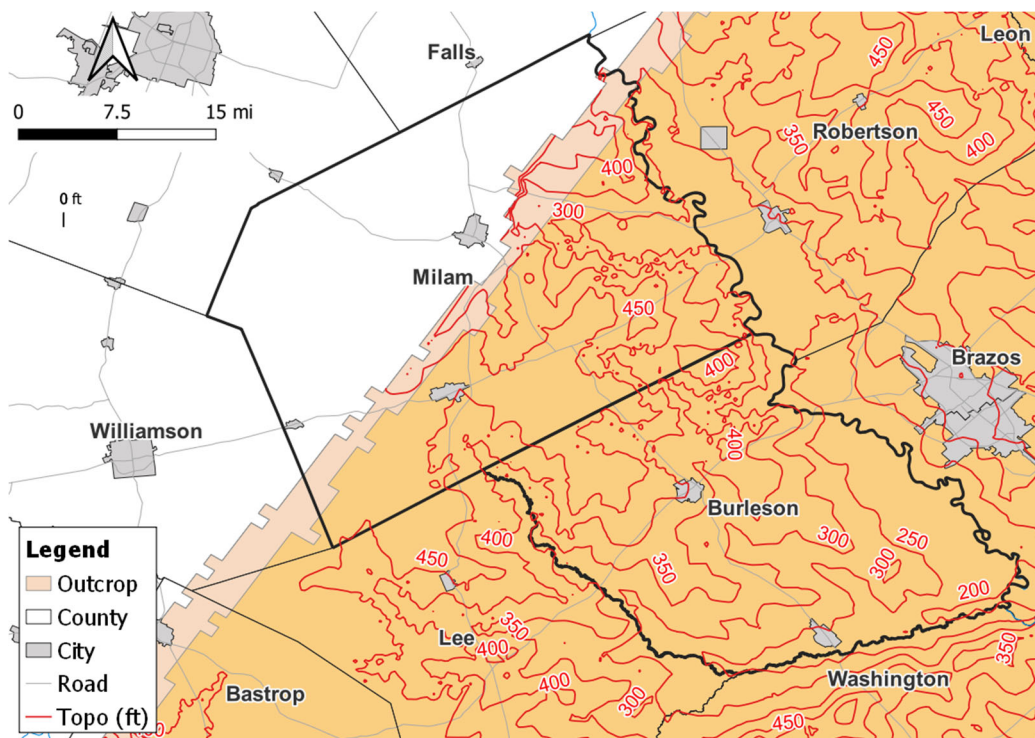 Leon
450
Falls
0
7.5
15 mi
450
Robertson
350
400
400
0 ft
300
Milam
450
400
Brazos
Williamson
400
Burleson
300
250
Legend
400
450
350
300
Outcrop
200
County
350
Lee
400
350
City
Road
Bastrop
400
Washington
300
Topo (ft)
450